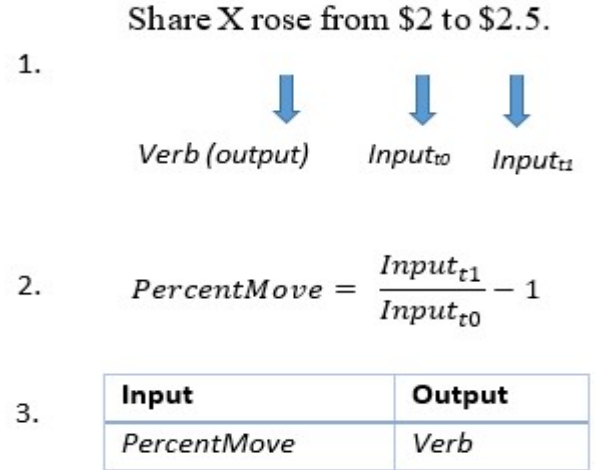 Share X rose from $2 to $2.5.
1.
Verb (output) Input_t0 Input_t1
2. PercentMove = Input_t1 / Input_t0 − 1
3.
Input Output
PercentMove Verb